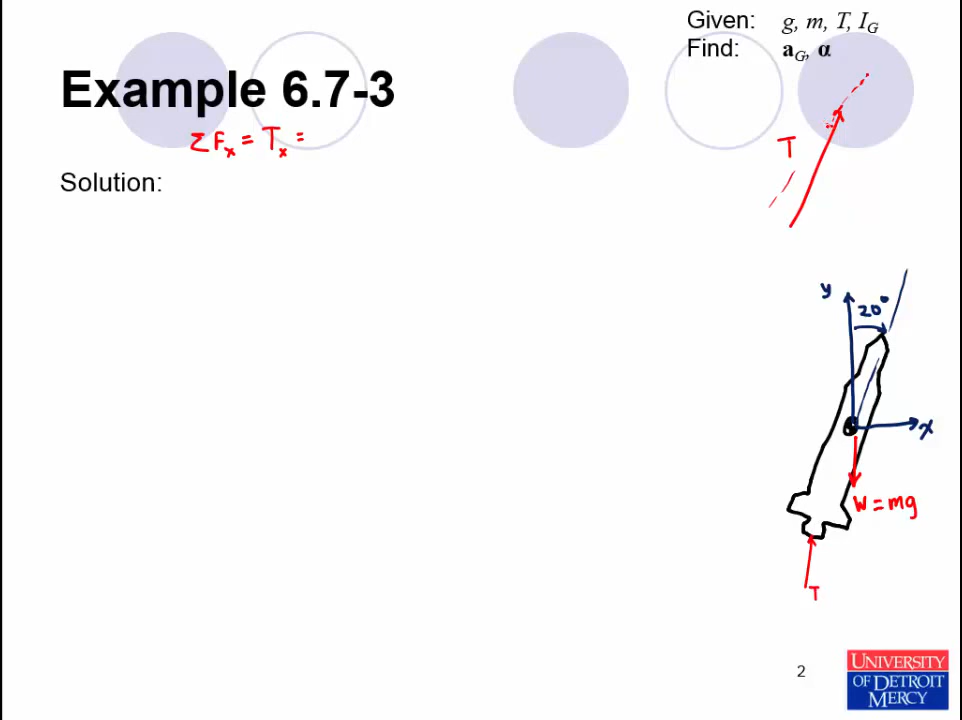 Given: g, m, T, I_G
Find: a_G, α
Example 6.7-3
ΣF_x = T_x =
Solution:
T
y
20°
x
W = mg
T
2
UNIVERSITY
OF DETROIT
MERCY